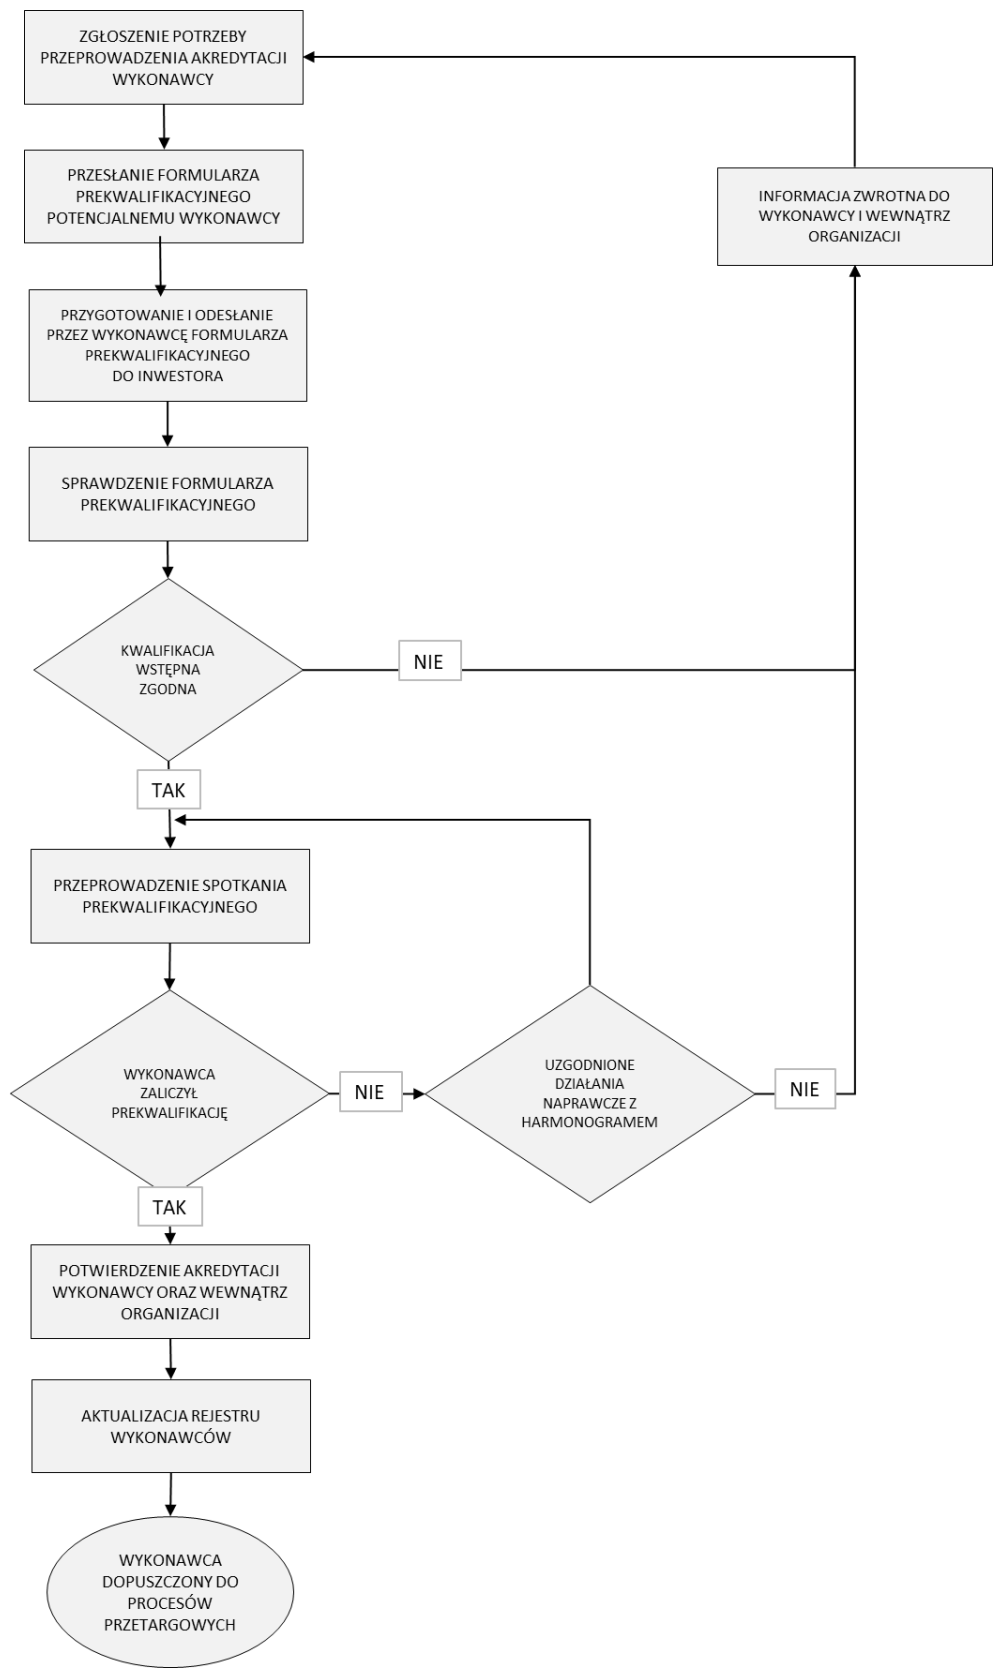 ZGŁOSZENIE POTRZEBY
PRZEPROWADZENIA AKREDYTACJI
WYKONAWCY
PRZESŁANIE FORMULARZA
PREKWALIFIKACYJNEGO
POTENCJALNEMU WYKONAWCY
INFORMACJA ZWROTNA DO
WYKONAWCY I WEWNĄTRZ
ORGANIZACJI
PRZYGOTOWANIE I ODESŁANIE
PRZEZ WYKONAWCĘ FORMULARZA
PREKWALIFIKACYJNEGO
DO INWESTORA
SPRAWDZENIE FORMULARZA
PREKWALIFIKACYJNEGO
KWALIFIKACJA
WSTĘPNA
ZGODNA
NIE
TAK
PRZEPROWADZENIE SPOTKANIA
PREKWALIFIKACYJNEGO
WYKONAWCA
ZALICZYŁ
PREKWALIFIKACJĘ
NIE
UZGODNIONE
DZIAŁANIA
NAPRAWCZE Z
HARMONOGRAMEM
NIE
TAK
POTWIERDZENIE AKREDYTACJI
WYKONAWCY ORAZ WEWNĄTRZ
ORGANIZACJI
AKTUALIZACJA REJESTRU
WYKONAWCÓW
WYKONAWCA
DOPUSZCZONY DO
PROCESÓW
PRZETARGOWYCH